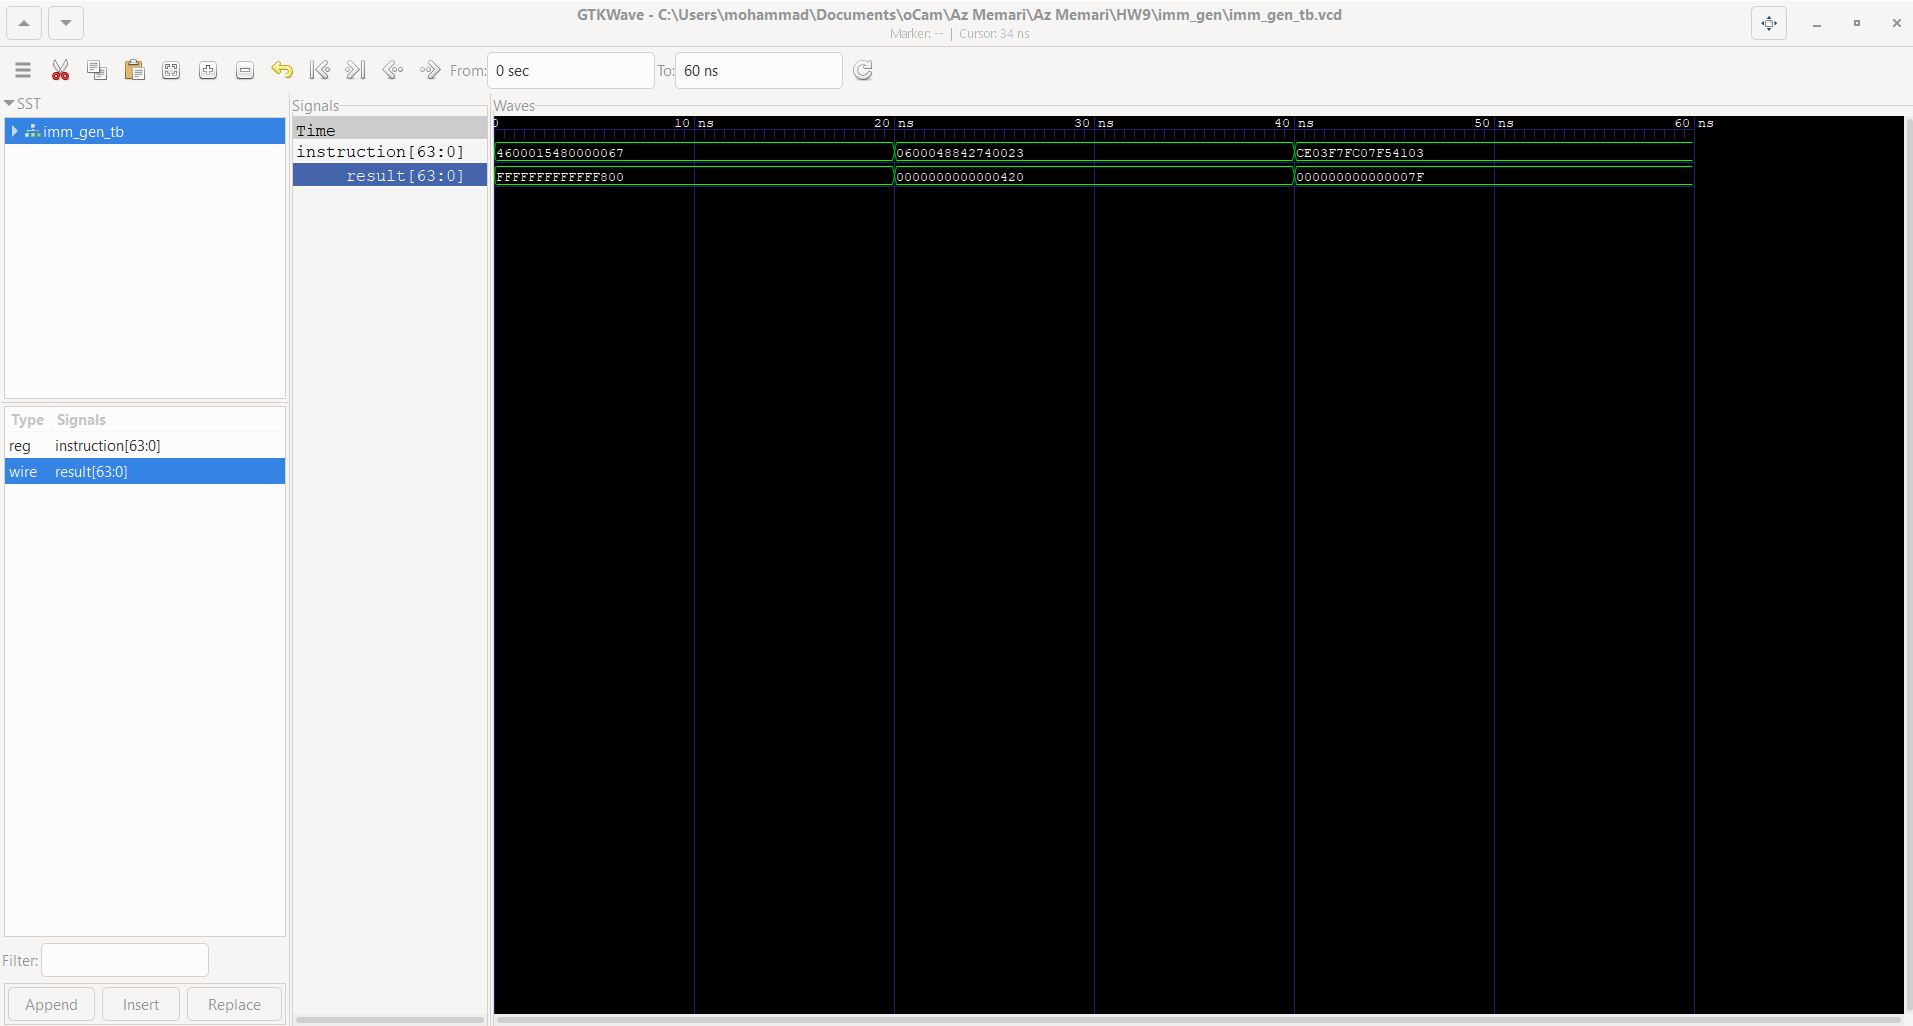 GTKWave - C:\Users\mohammad\Documents\oCam\Az Memari\Az Memari\HW9\imm_gen\imm_gen_tb.vcd
Marker: -- | Cursor: 34 ns
From: 0 sec To: 60 ns
SST
imm_gen_tb
Type Signals
reg instruction[63:0]
wire result[63:0]
Filter:
Append Insert Replace
Signals
Time
instruction[63:0]
result[63:0]
Waves
0 10 ns 20 ns 30 ns 40 ns 50 ns 60 ns
4600015480000067 0600048842740023 CE03F7FC07F54103
FFFFFFFFFFFFF800 0000000000000420 000000000000007F